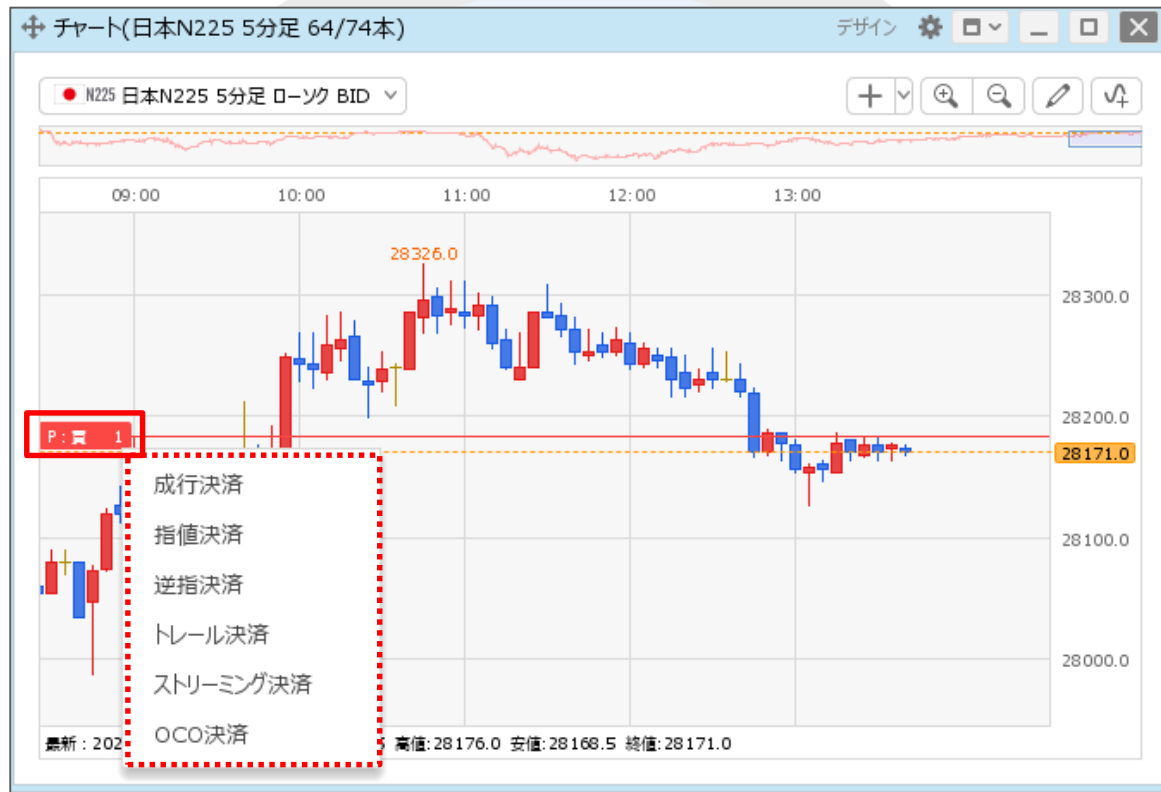 チャート(日本N225 5分足 64/74本)
デザイン
N225 日本N225 5分足 ローソク BID
09:00 10:00 11:00 12:00 13:00
28326.0
28300.0
28200.0
P:買 1
28171.0
成行決済
指値決済
28100.0
逆指決済
トレール決済
28000.0
ストリーミング決済
OCO決済
最新:202
高値:28176.0 安値:28168.5 終値:28171.0